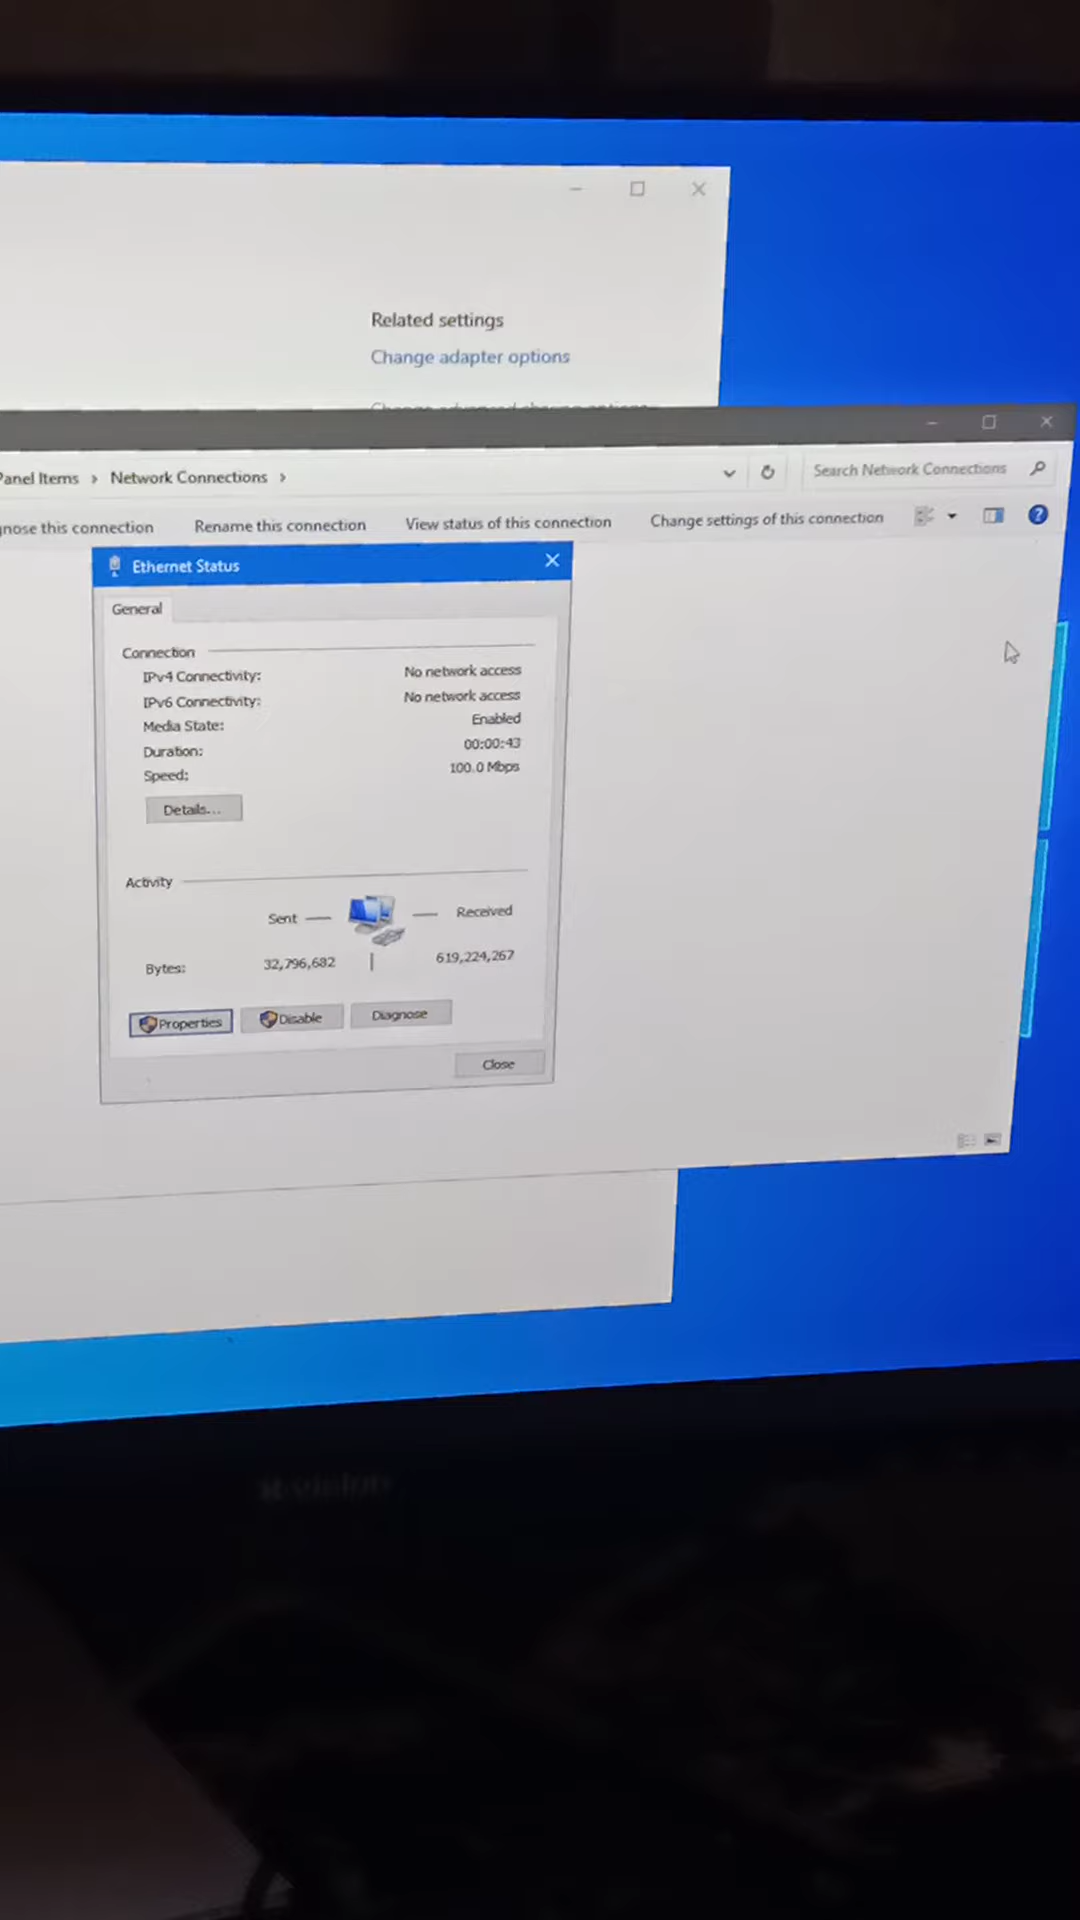 Related settings
Change adapter options
Panel Items > Network Connections >
Search Network Connections
nose this connection
Rename this connection
View status of this connection
Change settings of this connection
Ethernet Status
General
Connection
IPv4 Connectivity: No network access
IPv6 Connectivity: No network access
Media State: Enabled
Duration: 00:00:43
Speed: 100.0 Mbps
Details...
Activity
Sent — — Received
Bytes: 32,796,682 | 619,224,267
Properties
Disable
Diagnose
Close